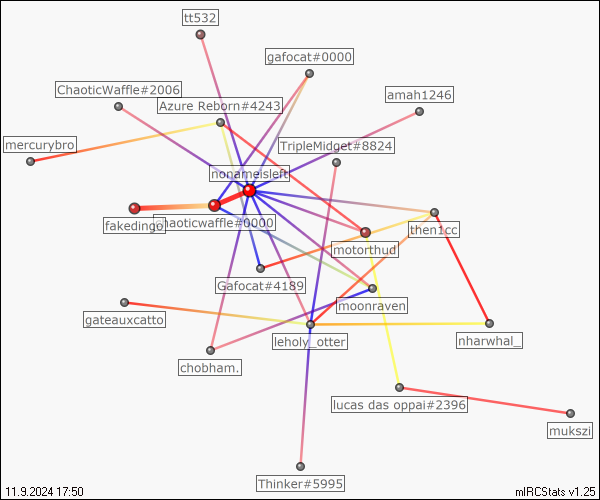 tt532
gafocat#0000
ChaoticWaffle#2006
amah1246
Azure Reborn#4243
mercurybro
TripleMidget#8824
nonameisleft
fakedingo
chaoticwaffle#0000
then1cc
motorthud
Gafocat#4189
moonraven
gateauxcatto
leholy_otter
nharwhal_
chobham.
lucas das oppai#2396
mukszi
Thinker#5995
11.9.2024 17:50
mIRCStats v1.25